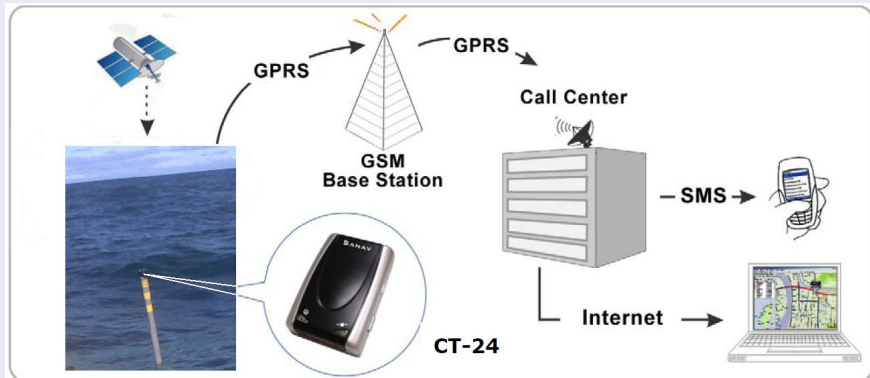 GPRS
GPRS
Call Center
GSM
Base Station
SMS
SANAV
CT-24
Internet